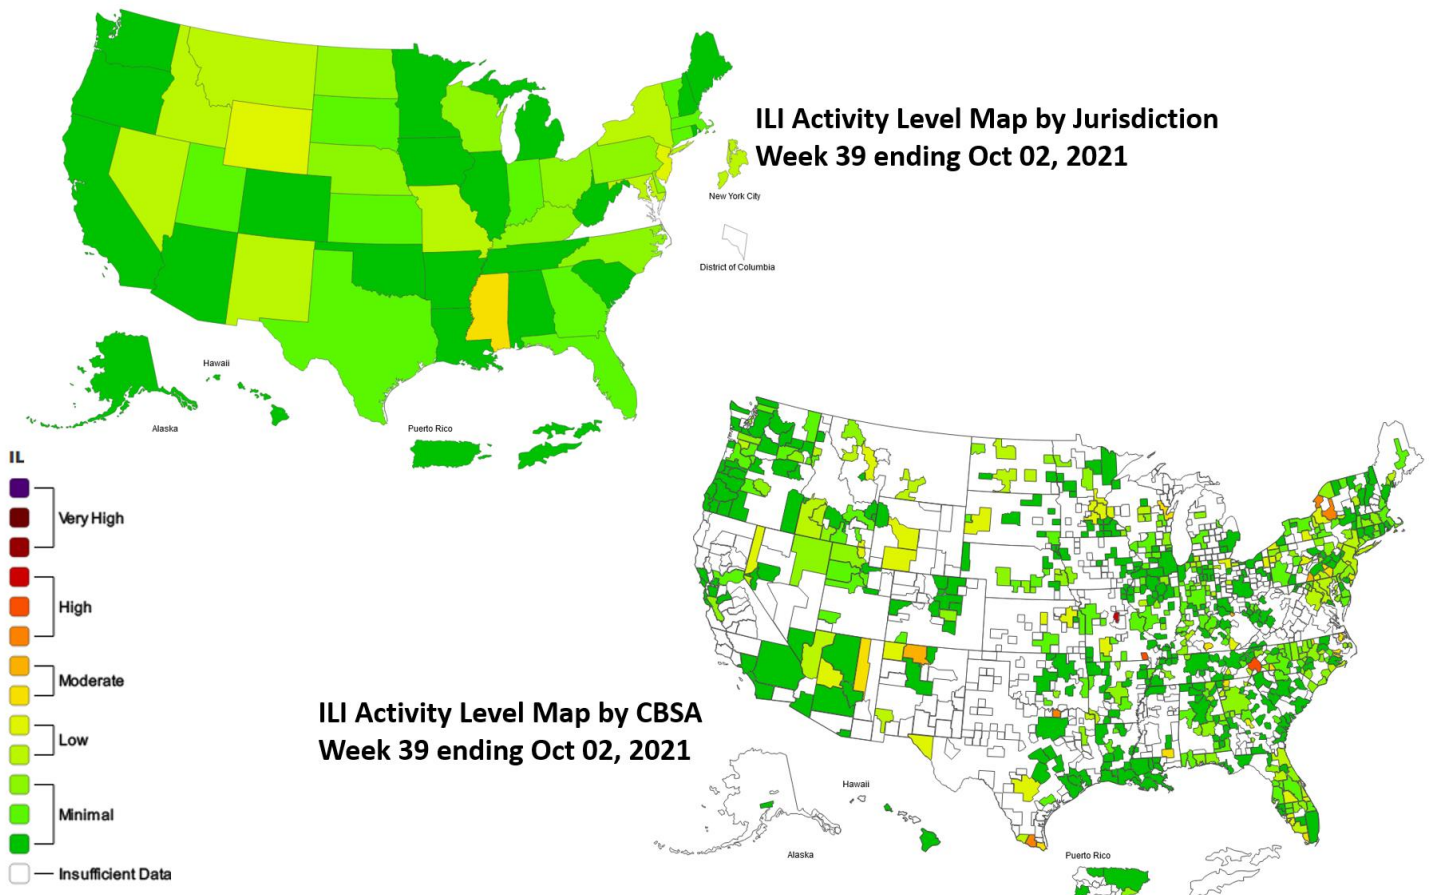 ILI Activity Level Map by Jurisdiction
Week 39 ending Oct 02, 2021
New York City
District of Columbia
Hawaii
Alaska
Puerto Rico
IL
Very High
High
Moderate
Low
Minimal
Insufficient Data
ILI Activity Level Map by CBSA
Week 39 ending Oct 02, 2021
Hawaii
Alaska
Puerto Rico